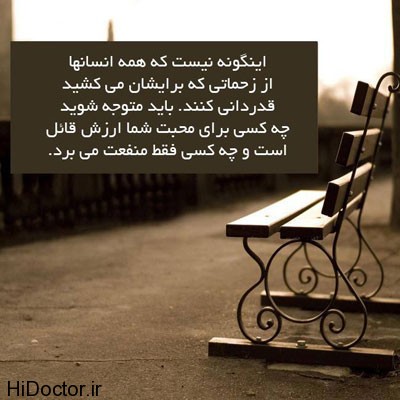 اینگونه نیست که همه انسانها
از زحماتی که برایشان می کشید
قدردانی کنند. باید متوجه شوید
چه کسی برای محبت شما ارزش قائل
است و چه کسی فقط منفعت می برد.
HiDoctor.ir